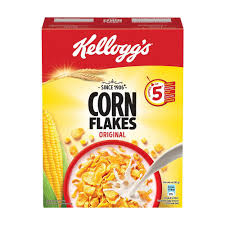 Kellogg's
SINCE 1906
CORN
FLAKES
ORIGINAL
5